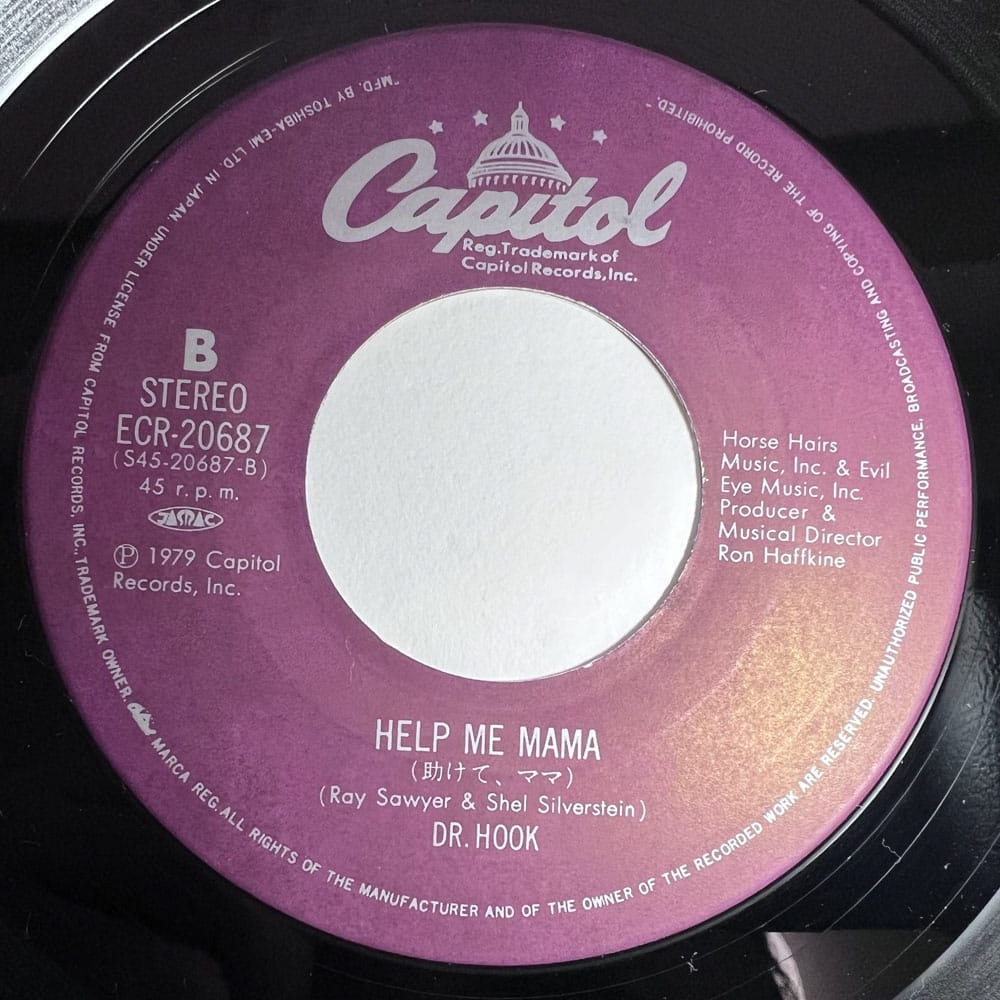 "MFD. BY TOSHIBA-EMI LTD. IN JAPAN. UNDER LICENSE FROM CAPITOL RECORDS, INC., TRADEMARK OWNER. MARCA REG. ALL RIGHTS OF THE MANUFACTURER AND OF THE OWNER OF THE RECORDED WORK ARE RESERVED. UNAUTHORIZED PUBLIC PERFORMANCE. BROADCASTING AND COPYING OF THE RECORD PROHIBITED."
Capitol
Reg.Trademark of
Capitol Records,Inc.
B
STEREO
ECR-20687
(S45-20687-B)
45 r.p.m.
JASRAC
Ⓟ 1979 Capitol
Records, Inc.
Horse Hairs
Music, Inc. & Evil
Eye Music, Inc.
Producer &
Musical Director
Ron Haffkine
HELP ME MAMA
(助けて、ママ)
(Ray Sawyer & Shel Silverstein)
DR. HOOK